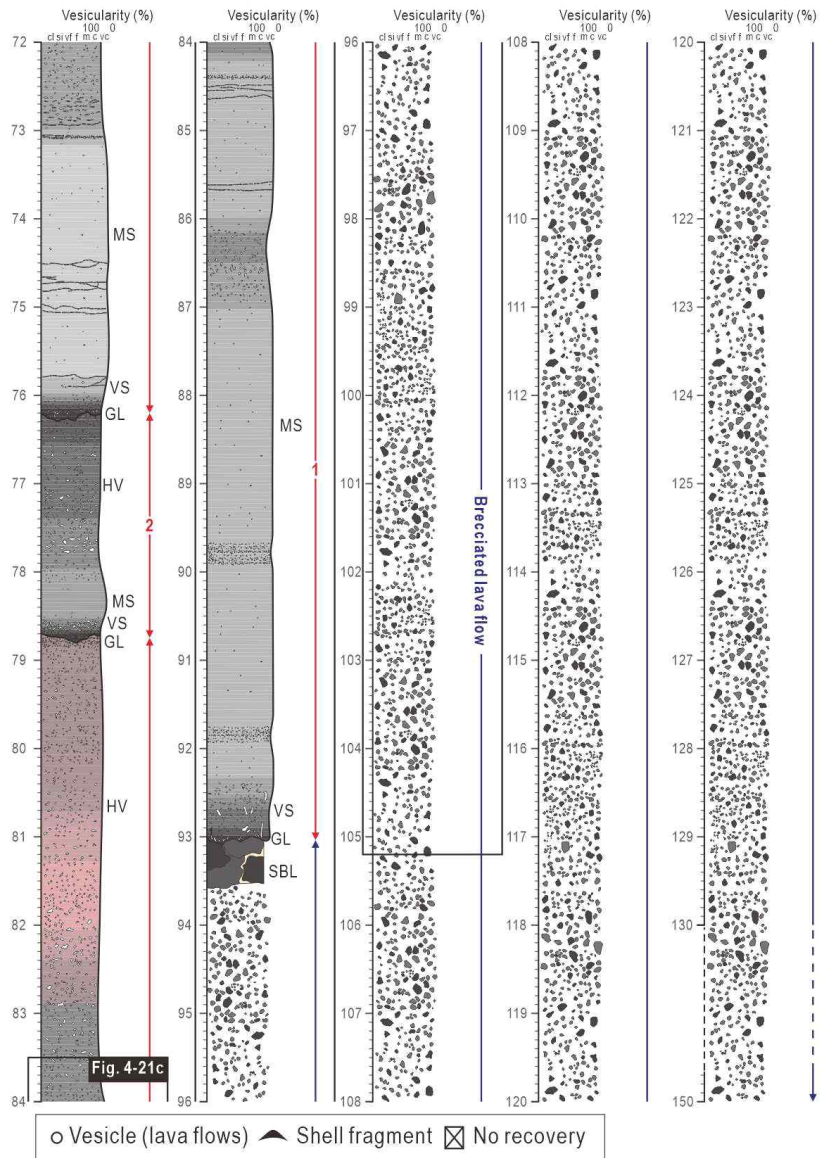 Vesicularity (%)
100 0
cl si vf f m c vc
72
73
74
75
76
77
78
79
80
81
82
83
84
MS
VS
GL
HV
MS
VS
GL
HV
2
Fig. 4-21c
Vesicularity (%)
100 0
cl si vf f m c vc
84
85
86
87
88
89
90
91
92
93
94
95
96
MS
VS
GL
SBL
1
Vesicularity (%)
100 0
cl si vf f m c vc
96
97
98
99
100
101
102
103
104
105
106
107
108
Brecciated lava flow
Vesicularity (%)
100 0
cl si vf f m c vc
108
109
110
111
112
113
114
115
116
117
118
119
120
Vesicularity (%)
100 0
cl si vf f m c vc
120
121
122
123
124
125
126
127
128
129
130
150
Vesicle (lava flows) Shell fragment No recovery